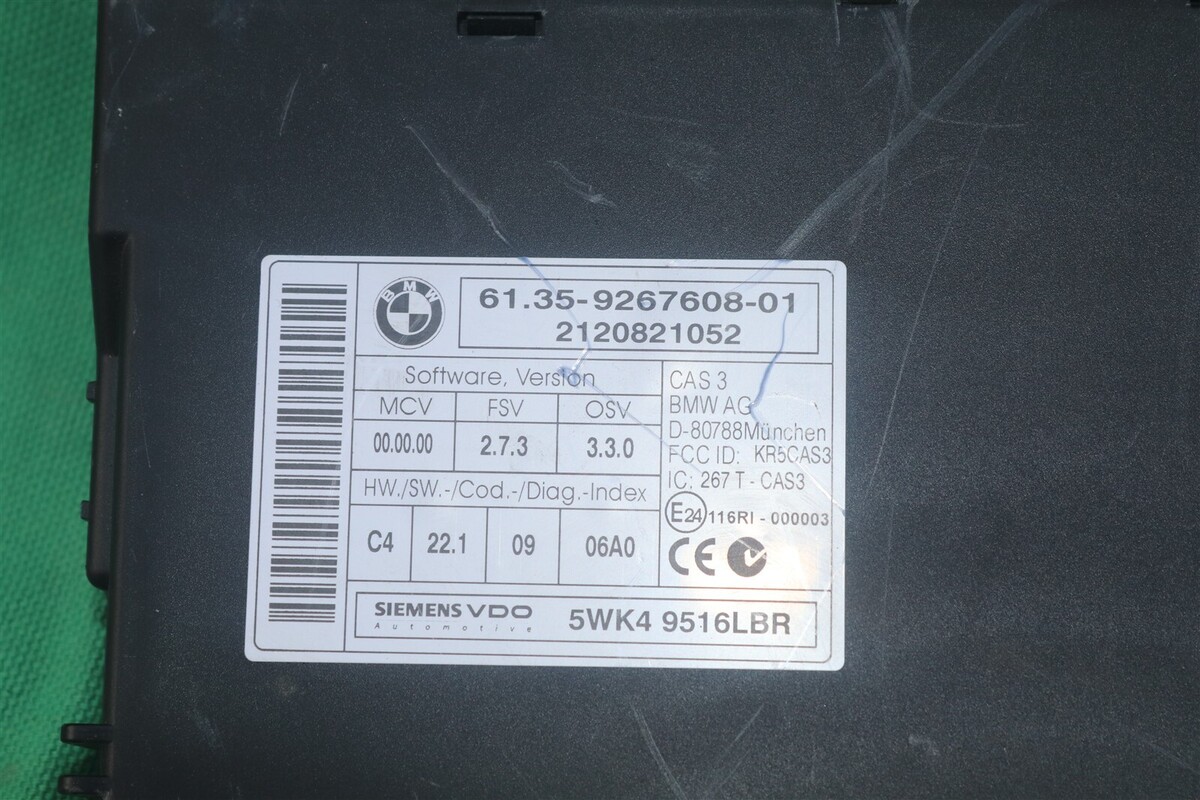 BMW
61.35-9267608-01
2120821052
Software, Version
MCV FSV OSV
00.00.00 2.7.3 3.3.0
HW./SW.-/Cod.-/Diag.-Index
C4 22.1 09 06A0
CAS 3
BMW AG
D-80788München
FCC ID: KR5CAS3
IC: 267 T - CAS3
E24 116RI - 000003
CE
SIEMENS VDO
Automotive
5WK4 9516LBR